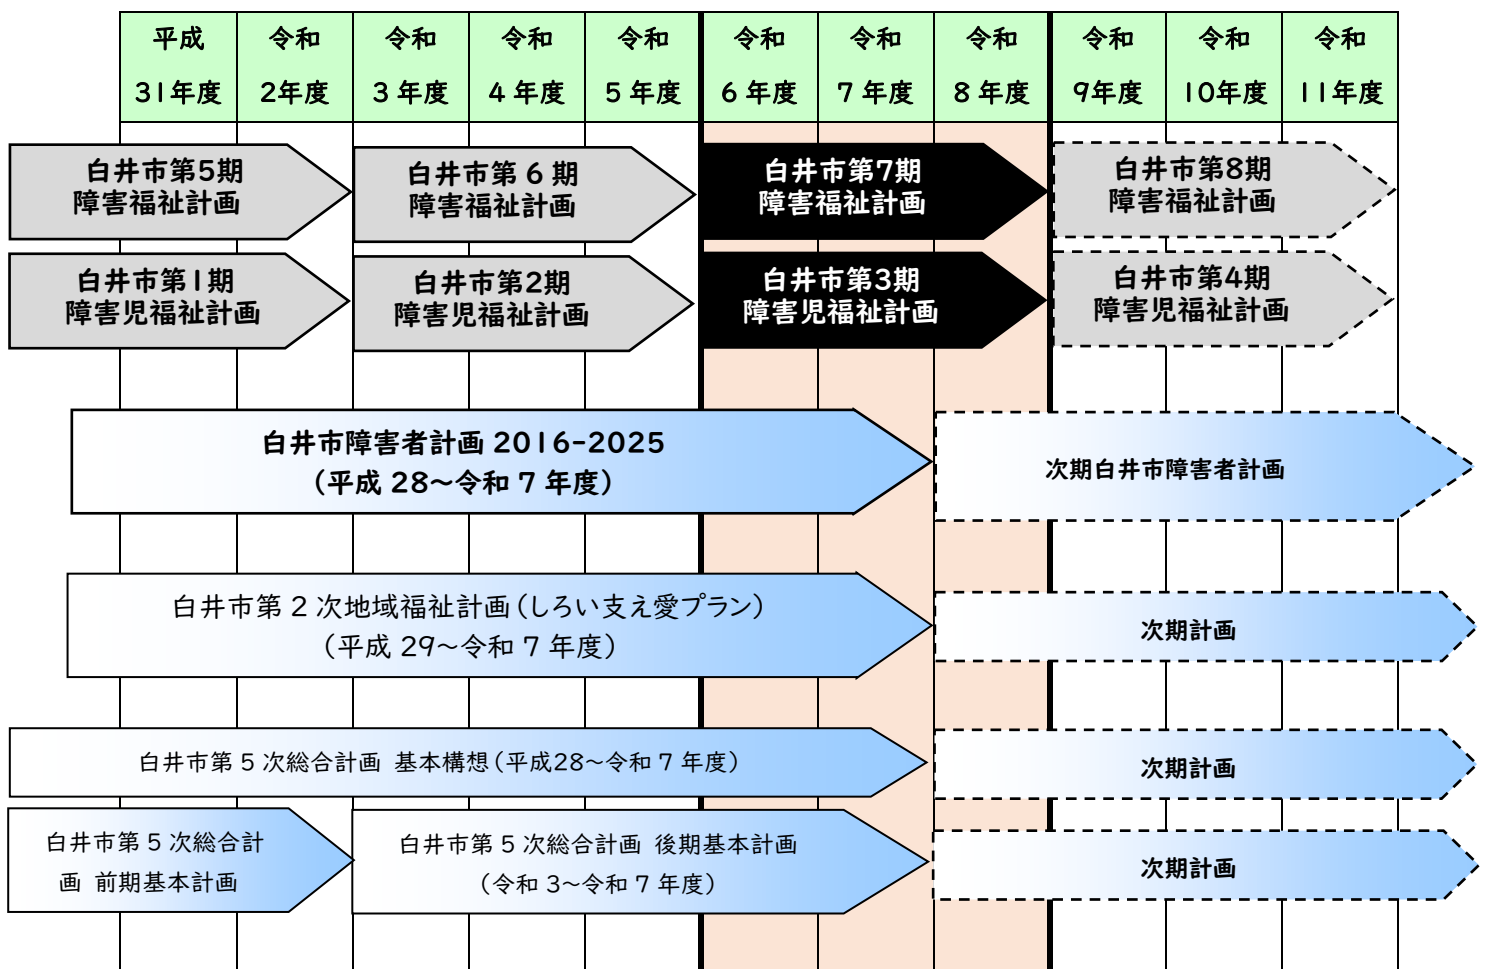 平成 令和 令和 令和 令和 令和 令和 令和 令和 令和 令和
31年度 2年度 3 年度 4 年度 5 年度 6 年度 7 年度 8 年度 9年度 10年度 11年度
白井市第5期
障害福祉計画
白井市第 6 期
障害福祉計画
白井市第7期
障害福祉計画
白井市第8期
障害福祉計画
白井市第1期
障害児福祉計画
白井市第2期
障害児福祉計画
白井市第3期
障害児福祉計画
白井市第4期
障害児福祉計画
白井市障害者計画 2016-2025
（平成 28～令和 7 年度）
次期白井市障害者計画
白井市第 2 次地域福祉計画（しろい支え愛プラン）
（平成 29～令和 7 年度）
次期計画
白井市第 5 次総合計画 基本構想（平成28～令和 7 年度）
次期計画
白井市第 5 次総合計
画 前期基本計画
白井市第 5 次総合計画 後期基本計画
（令和 3～令和 7 年度）
次期計画